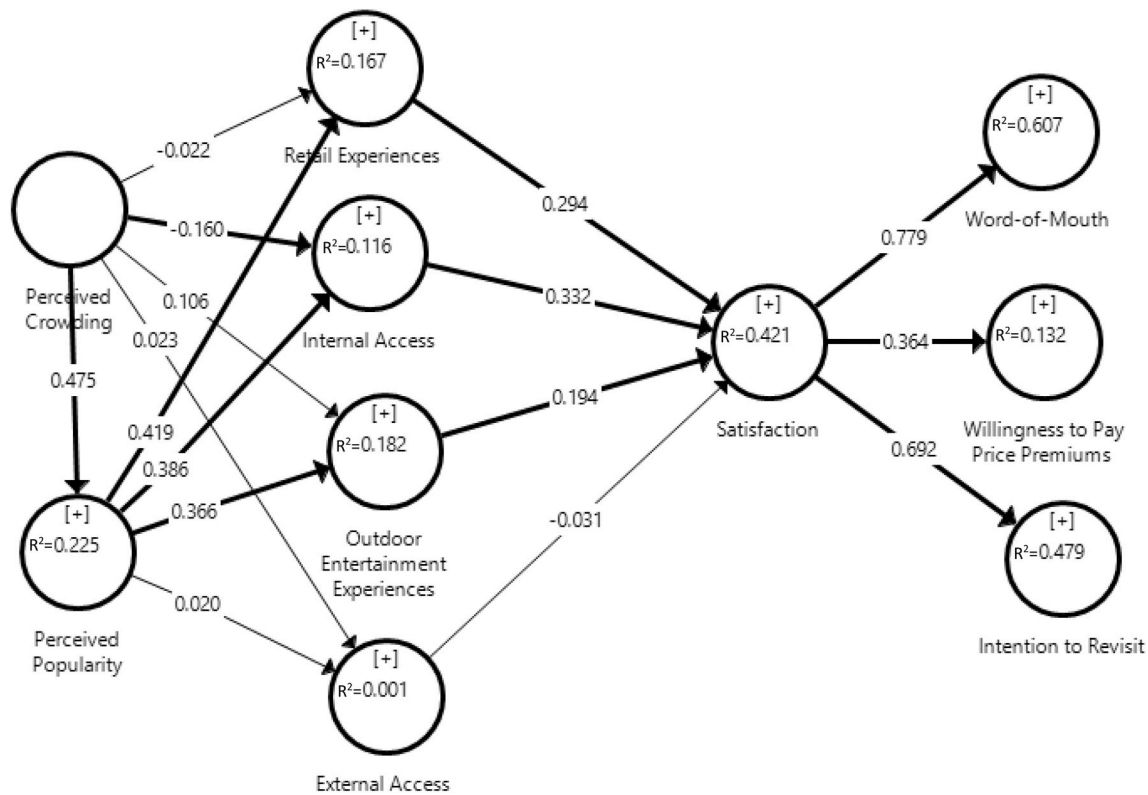 [+]
R²=0.167
Retail Experiences
[+]
R²=0.607
Word-of-Mouth
-0.022
0.294
0.779
Perceived
Crowding
-0.160
[+]
R²=0.116
Internal Access
0.332
0.106
0.023
0.475
[+]
R²=0.421
Satisfaction
0.364
[+]
R²=0.132
Willingness to Pay
Price Premiums
0.194
0.419
0.386
0.366
[+]
R²=0.182
Outdoor
Entertainment
Experiences
0.692
[+]
R²=0.479
Intention to Revisit
-0.031
[+]
R²=0.225
Perceived
Popularity
0.020
[+]
R²=0.001
External Access